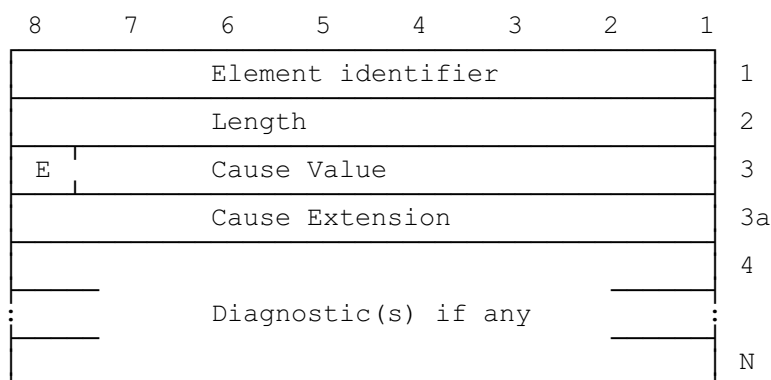 8 7 6 5 4 3 2 1
Element identifier 1
Length 2
E Cause Value 3
Cause Extension 3a
4
: Diagnostic(s) if any :
N